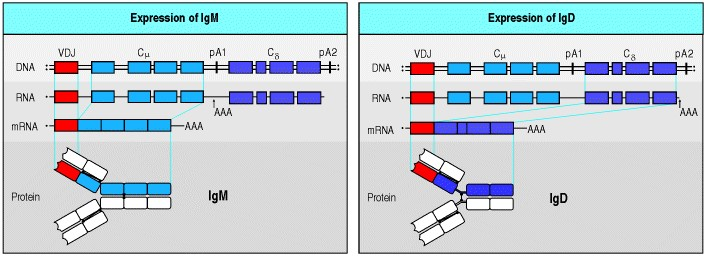 Expression of IgM
VDJ Cμ pA1 Cδ pA2
DNA
RNA
AAA
mRNA AAA
Protein
IgM
Expression of IgD
VDJ Cμ pA1 Cδ pA2
DNA
RNA
AAA
mRNA AAA
Protein
IgD